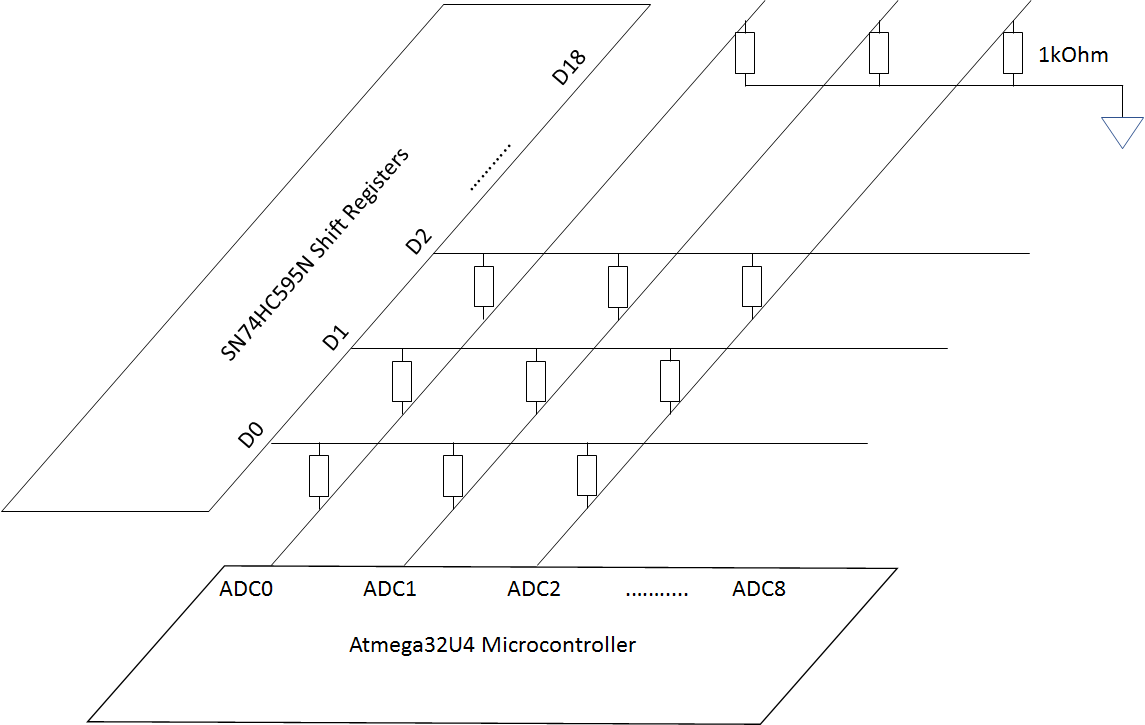 1kOhm
D18
..........
SN74HC595N Shift Registers
D2
D1
D0
ADC0 ADC1 ADC2 ........... ADC8
Atmega32U4 Microcontroller